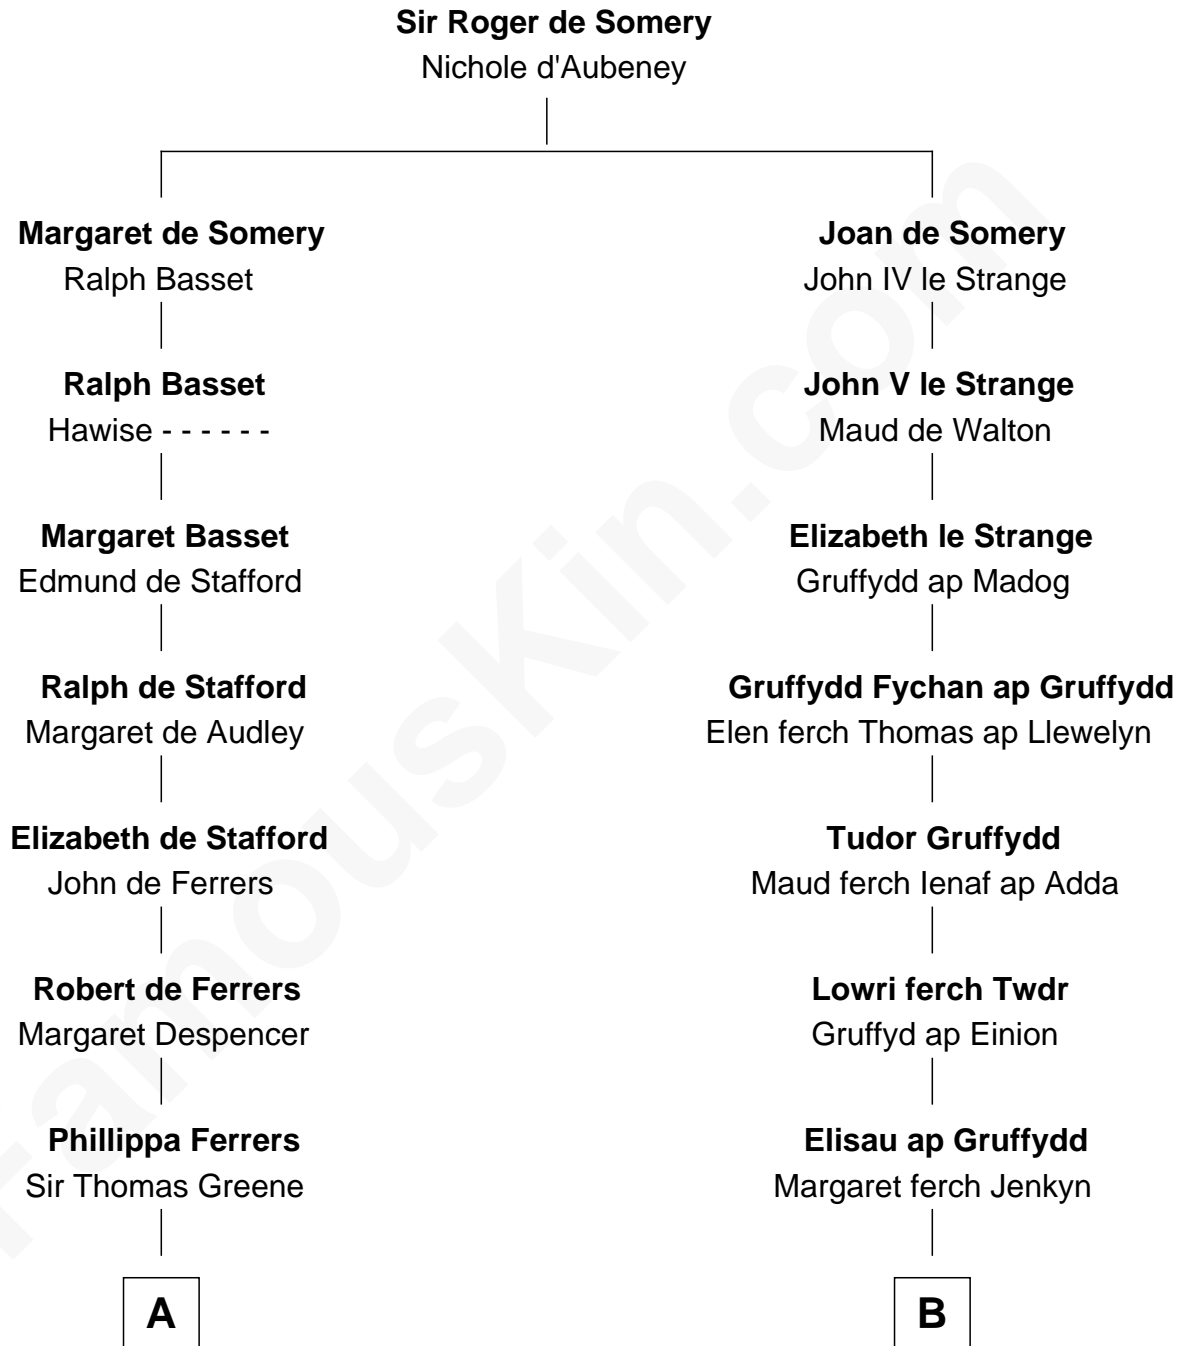 Sir Roger de Somery
Nichole d'Aubeney
Margaret de Somery
Ralph Basset
Joan de Somery
John IV le Strange
Ralph Basset
Hawise - - - - - -
John V le Strange
Maud de Walton
Margaret Basset
Edmund de Stafford
Elizabeth le Strange
Gruffydd ap Madog
Ralph de Stafford
Margaret de Audley
Gruffydd Fychan ap Gruffydd
Elen ferch Thomas ap Llewelyn
Elizabeth de Stafford
John de Ferrers
Tudor Gruffydd
Maud ferch Ienaf ap Adda
Robert de Ferrers
Margaret Despencer
Lowri ferch Twdr
Gruffyd ap Einion
Phillippa Ferrers
Sir Thomas Greene
Elisau ap Gruffydd
Margaret ferch Jenkyn
A
B
FamousKin.com